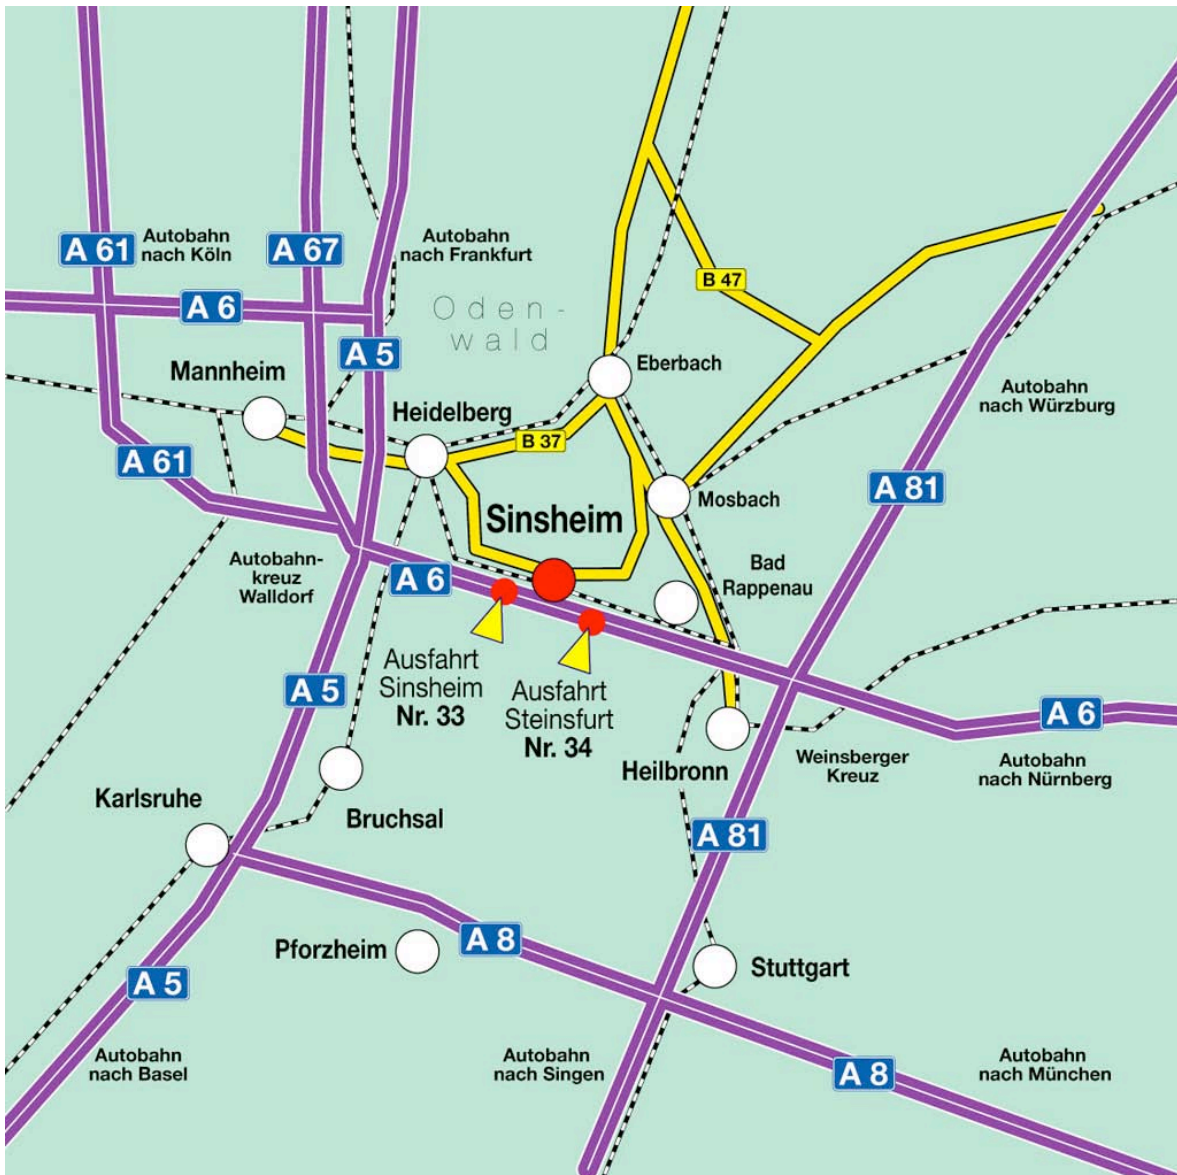 A 61
Autobahn
nach Köln
A 67
Autobahn
nach Frankfurt
B 47
A 6
Oden-
wald
A 5
Mannheim
Eberbach
Autobahn
nach Würzburg
Heidelberg
B 37
A 61
A 81
Mosbach
Sinsheim
Autobahn-
kreuz
Walldorf
A 6
Bad
Rappenau
Ausfahrt
Sinsheim
Nr. 33
Ausfahrt
Steinsfurt
Nr. 34
A 5
A 6
Heilbronn
Weinsberger
Kreuz
Autobahn
nach Nürnberg
Karlsruhe
Bruchsal
A 81
Pforzheim
A 8
Stuttgart
A 5
Autobahn
nach Basel
Autobahn
nach Singen
A 8
Autobahn
nach München